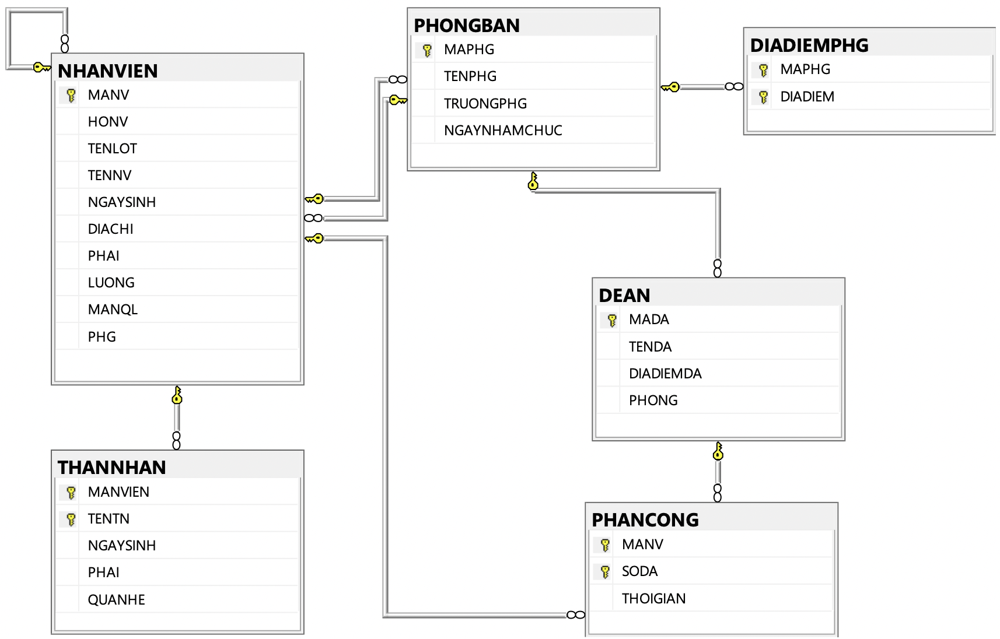 NHANVIEN
MANV
HONV
TENLOT
TENNV
NGAYSINH
DIACHI
PHAI
LUONG
MANQL
PHG
PHONGBAN
MAPHG
TENPHG
TRUONGPHG
NGAYNHAMCHUC
DIADIEMPHG
MAPHG
DIADIEM
DEAN
MADA
TENDA
DIADIEMDA
PHONG
THANNHAN
MANVIEN
TENTN
NGAYSINH
PHAI
QUANHE
PHANCONG
MANV
SODA
THOIGIAN